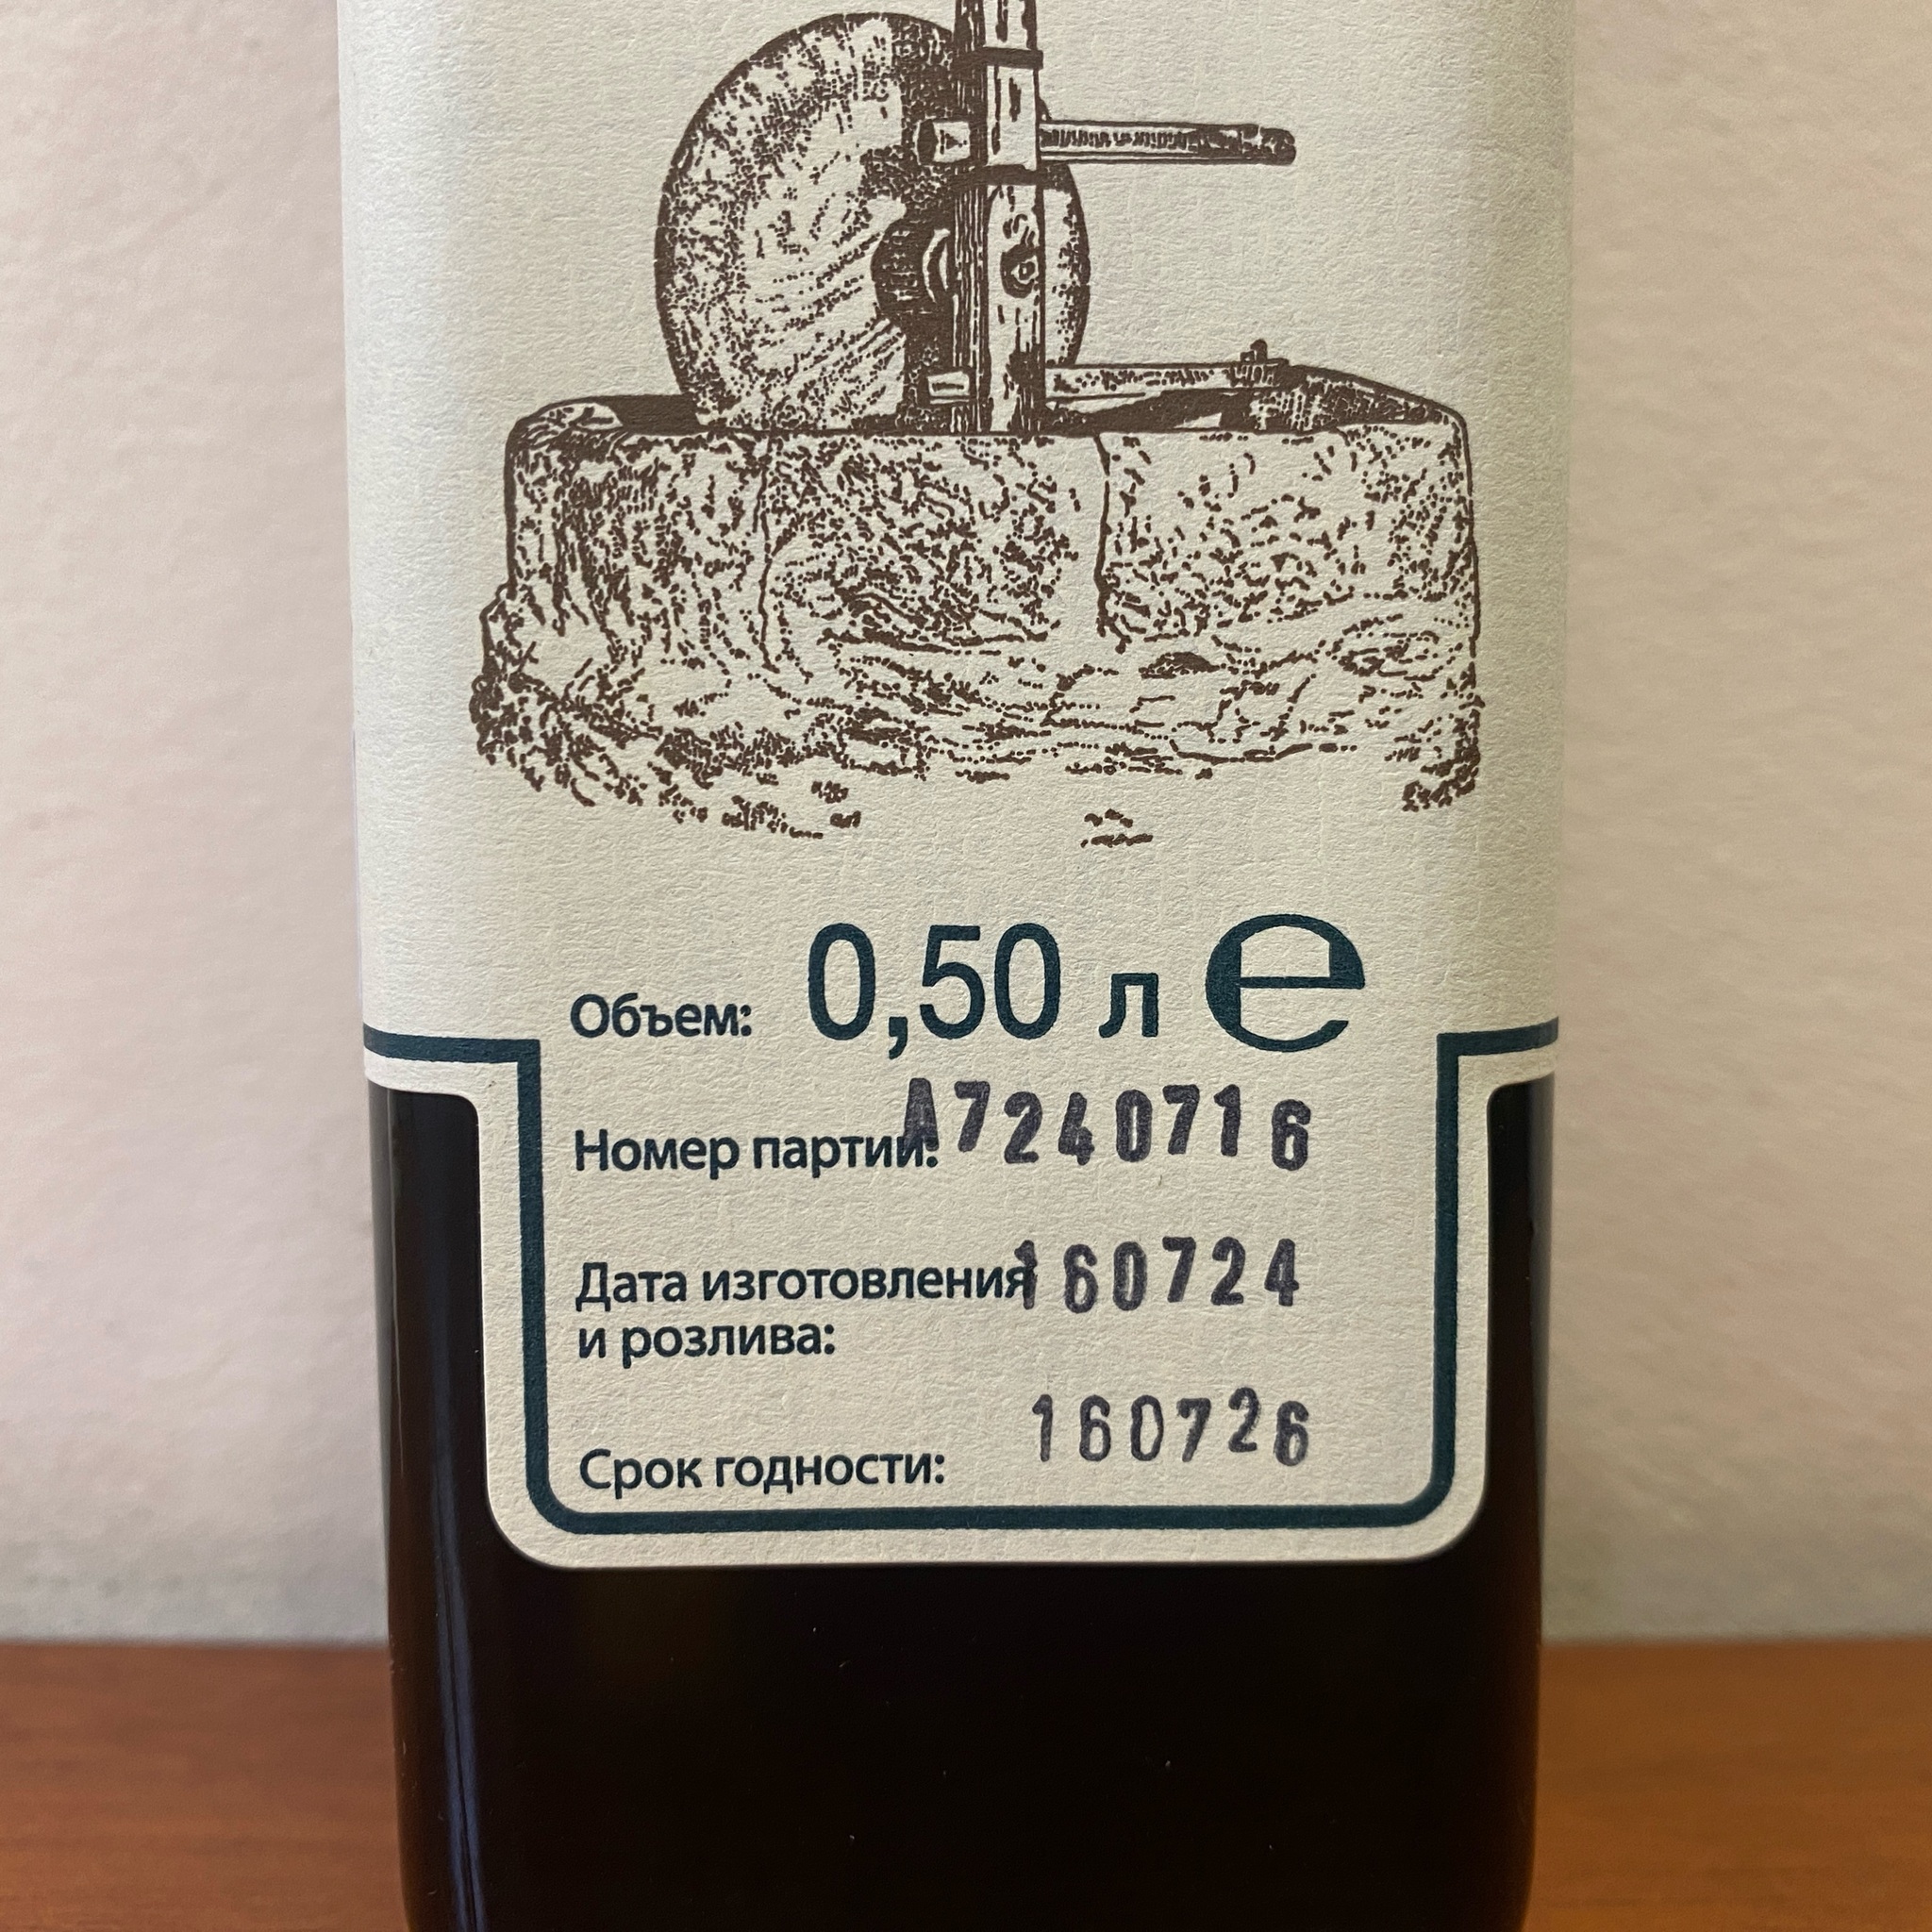 Объем: 0,50 л e
Номер партии: A7240716
Дата изготовления 160724
и розлива:
Срок годности: 160726